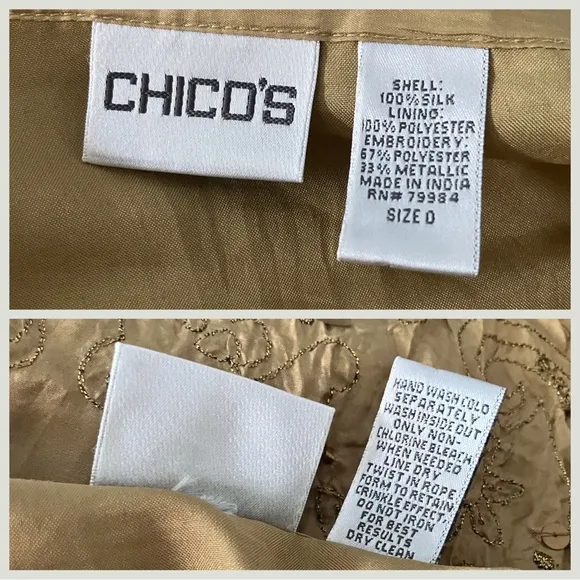 CHICO'S
SHELL:
100% SILK
LINING:
100% POLYESTER
EMBROIDERY:
67% POLYESTER
33% METALLIC
MADE IN INDIA
RN# 79984
SIZE 0
HAND WASH COLD
SEPARATELY
WASH INSIDE OUT
ONLY NON-
CHLORINE BLEACH
WHEN NEEDED
LINE DRY
TWIST IN ROPE
FORM TO RETAIN
CRINKLE EFFECT.
DO NOT IRON
FOR BEST
RESULTS
DRY CLEAN